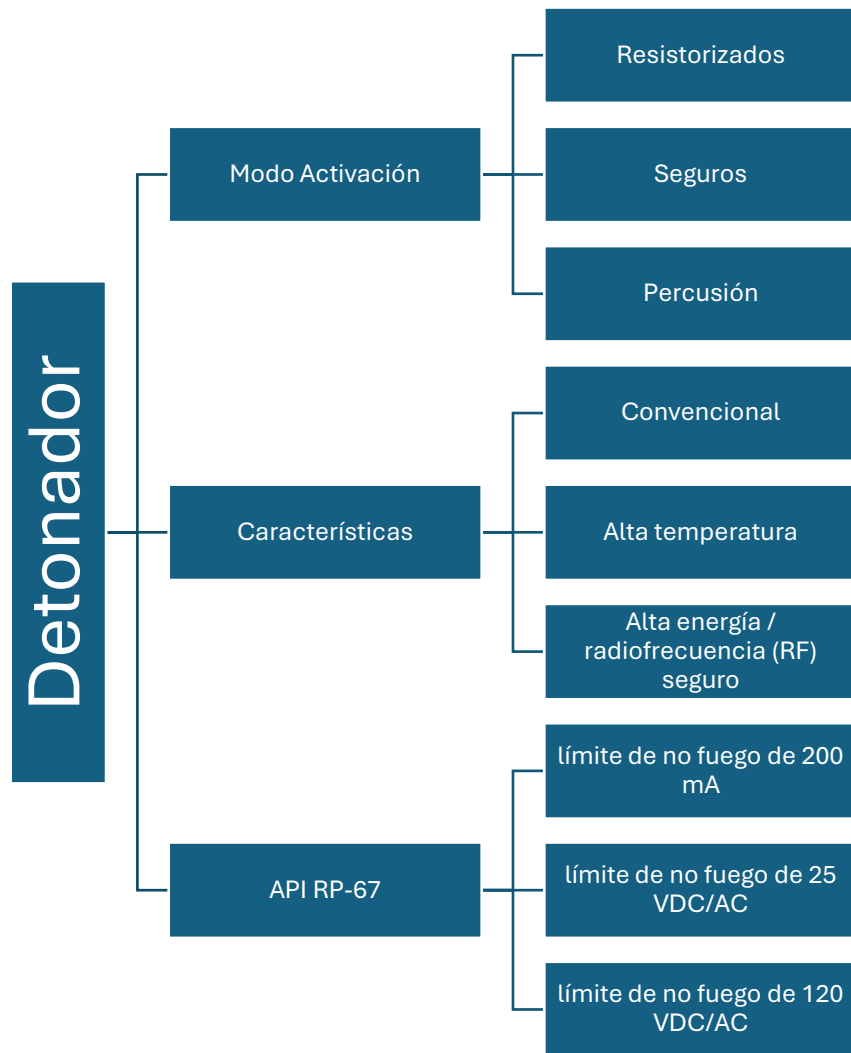 Detonador
Modo Activación
Resistorizados
Seguros
Percusión
Características
Convencional
Alta temperatura
Alta energía /
radiofrecuencia (RF)
seguro
API RP-67
límite de no fuego de 200
mA
límite de no fuego de 25
VDC/AC
límite de no fuego de 120
VDC/AC